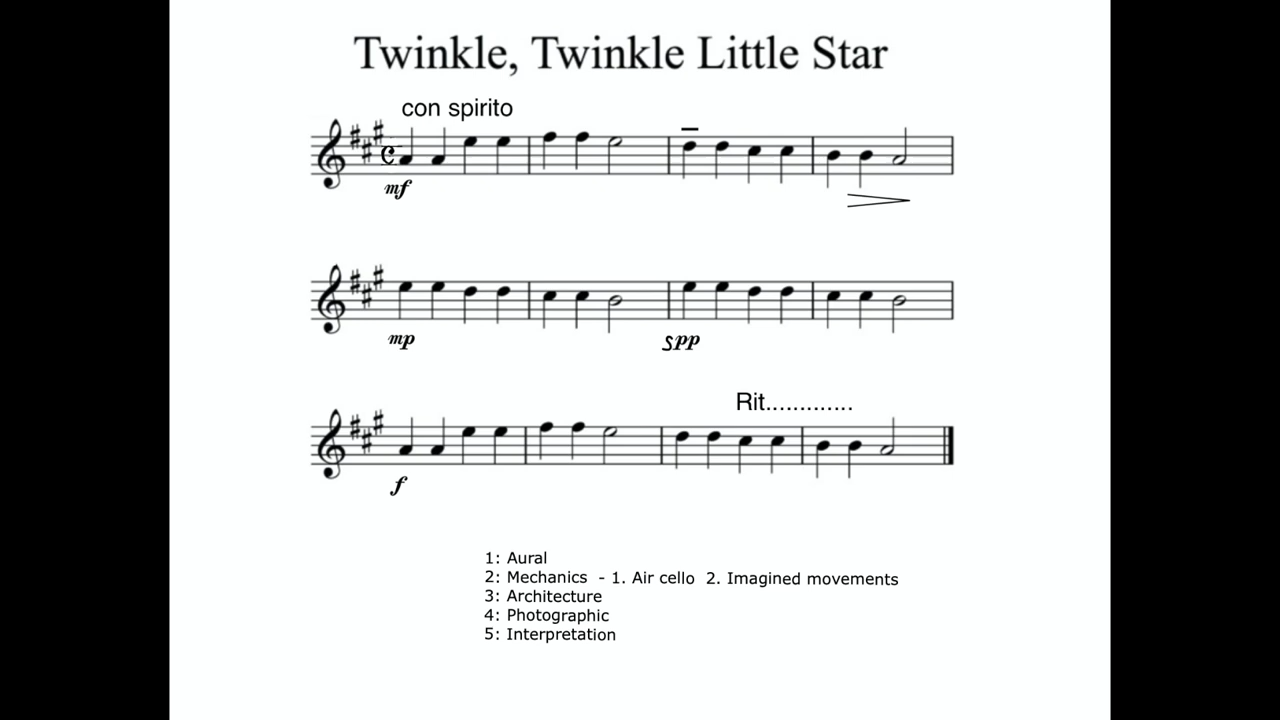 Twinkle, Twinkle Little Star
con spirito
mf
mp
spp
Rit.............
f
1: Aural
2: Mechanics - 1. Air cello 2. Imagined movements
3: Architecture
4: Photographic
5: Interpretation